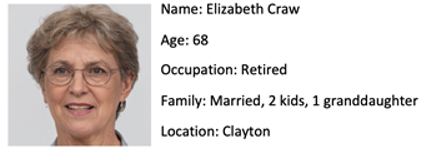 Name: Elizabeth Craw
Age: 68
Occupation: Retired
Family: Married, 2 kids, 1 granddaughter
Location: Clayton